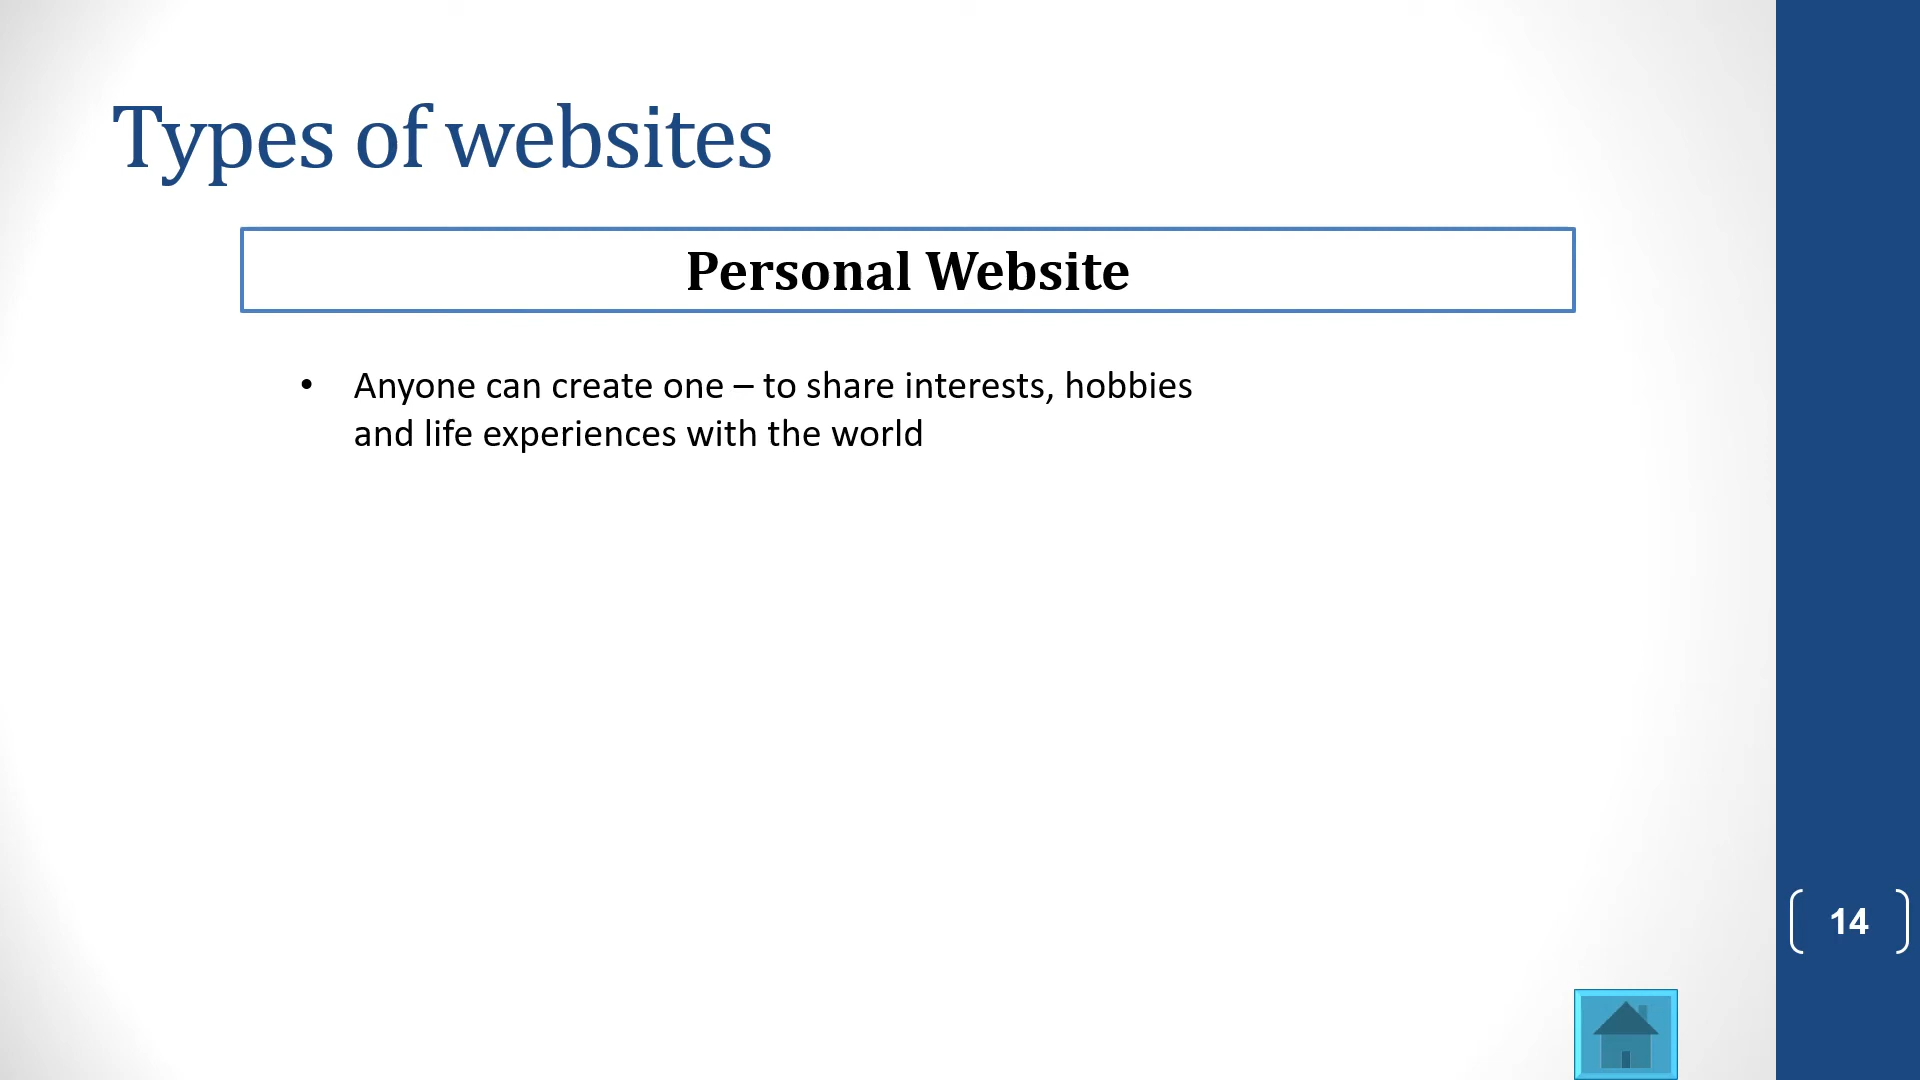 Types of websites
Personal Website
• Anyone can create one – to share interests, hobbies
and life experiences with the world
14